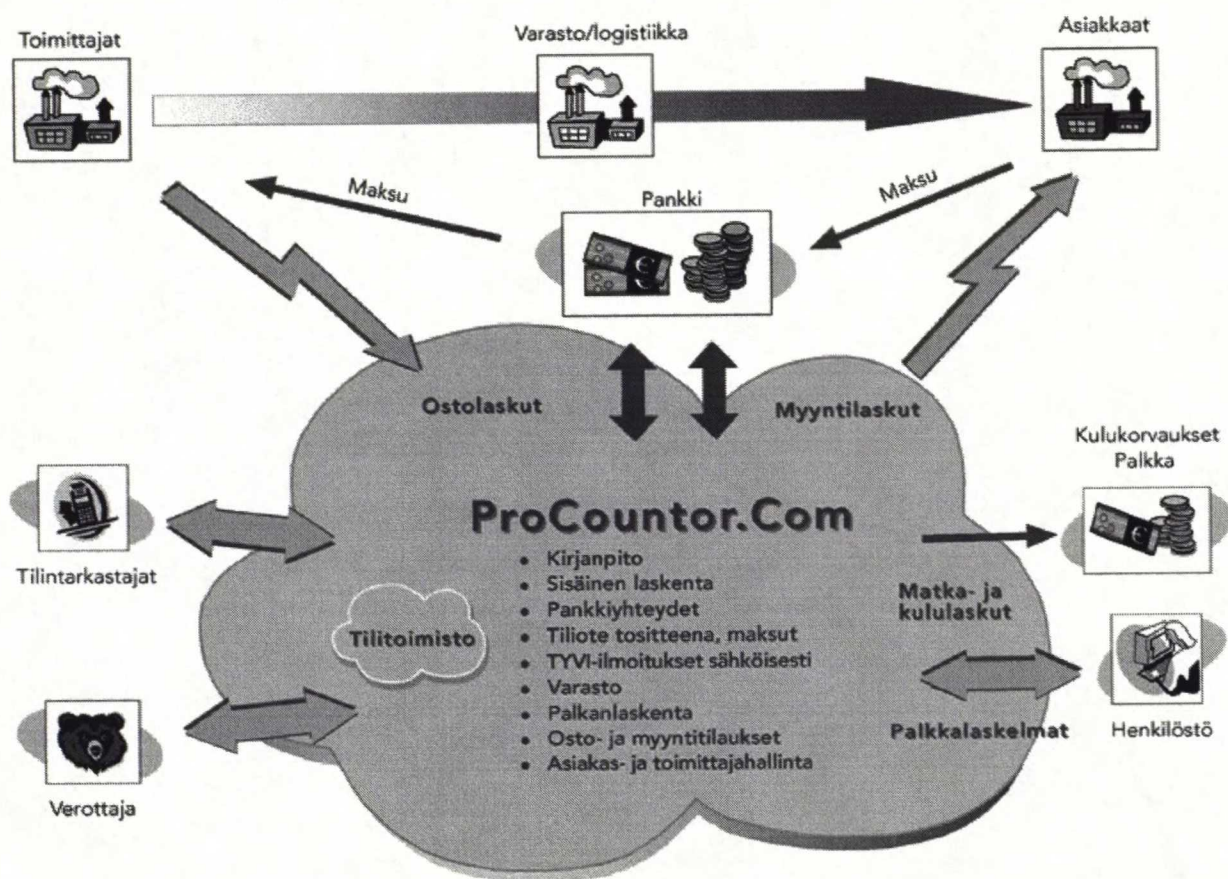 Toimittajat
Varasto/logistiikka
Asiakkaat
Maksu
Pankki
Maksu
Ostolaskut
Myyntilaskut
Kulukorvaukset
Palkka
ProCountor.Com
Tilintarkastajat
• Kirjanpito
• Sisäinen laskenta
• Pankkiyhteydet
• Tiliote tositteena, maksut
• TYVI-ilmoitukset sähköisesti
• Varasto
• Palkanlaskenta
• Osto- ja myyntitilaukset
• Asiakas- ja toimittajahallinta
Matka- ja
kululaskut
Tilitoimisto
Palkkalaskelmat
Henkilöstö
Verottaja